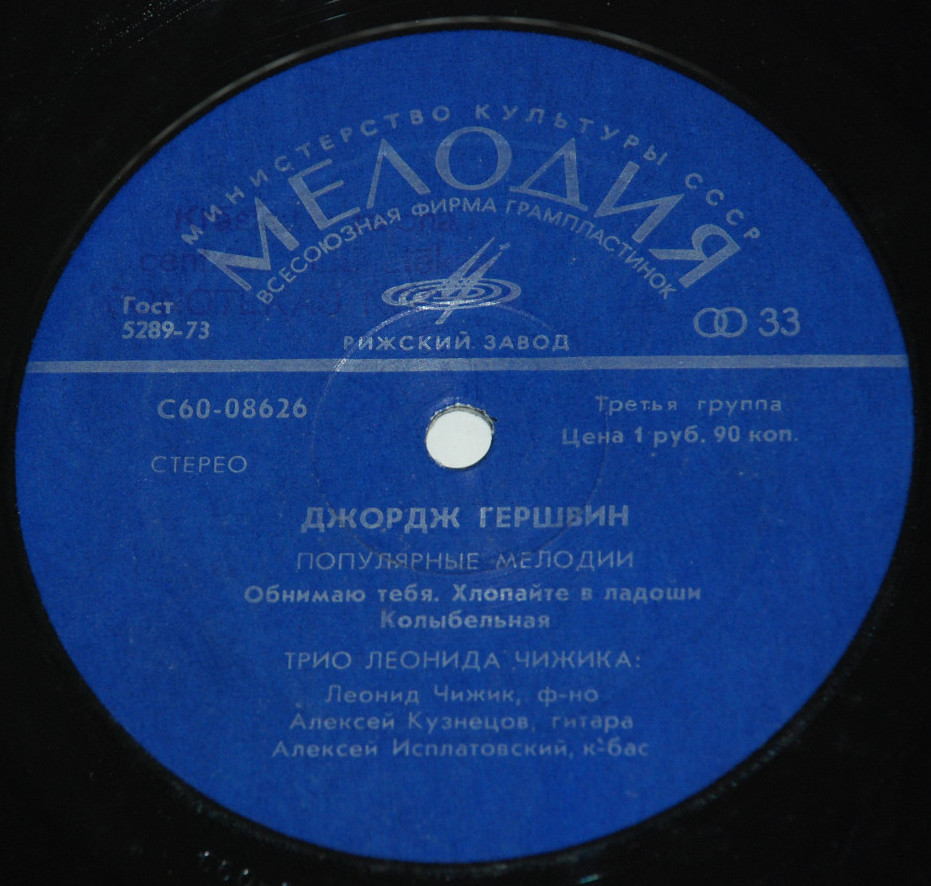 МИНИСТЕРСТВО КУЛЬТУРЫ СССР
МЕЛОДИЯ
ВСЕСОЮЗНАЯ ФИРМА ГРАМПЛАСТИНОК
Гост
5289-73
РИЖСКИЙ ЗАВОД
33
С60-08626
Третья группа
Цена 1 руб. 90 коп.
СТЕРЕО
ДЖОРДЖ ГЕРШВИН
ПОПУЛЯРНЫЕ МЕЛОДИИ
Обнимаю тебя. Хлопайте в ладоши
Колыбельная
ТРИО ЛЕОНИДА ЧИЖИКА:
Леонид Чижик, ф-но
Алексей Кузнецов, гитара
Алексей Исплатовский, к-бас